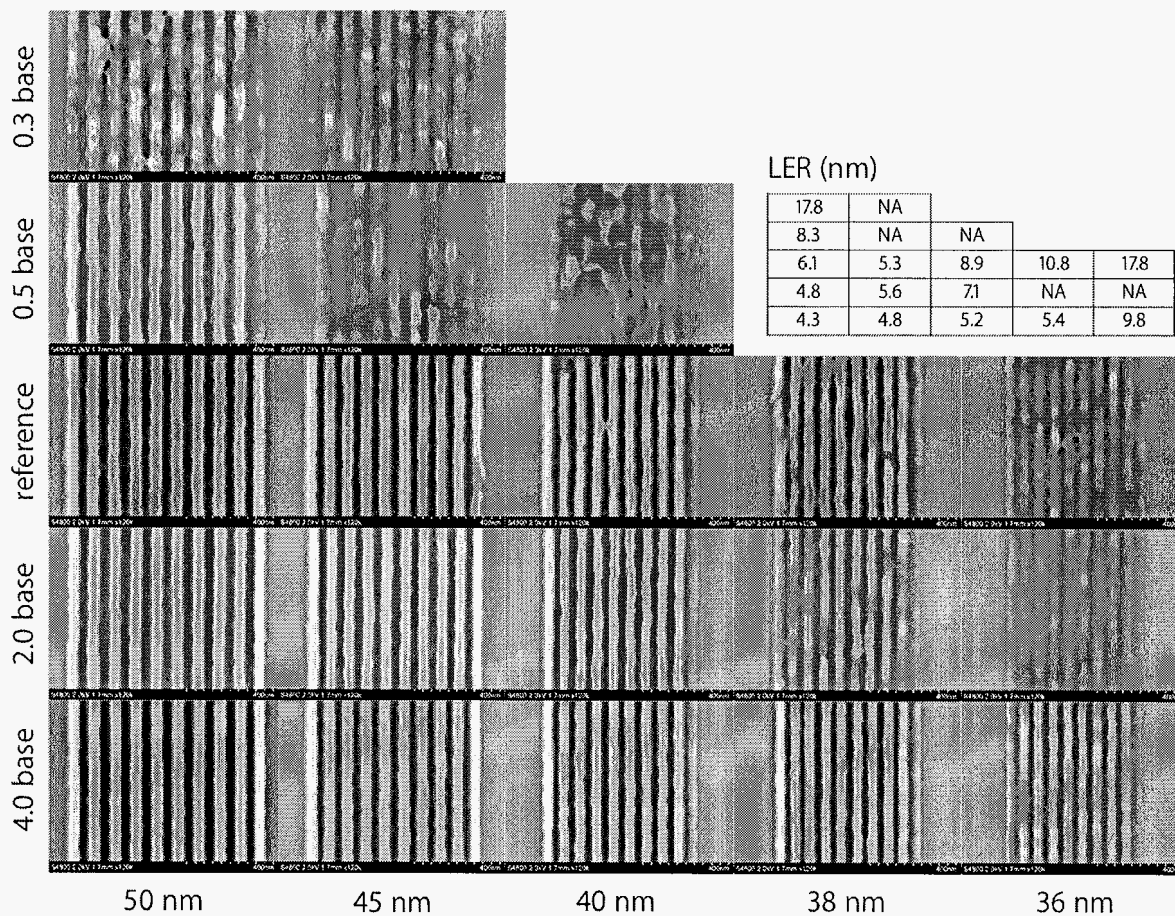 0.3 base
0.5 base
reference
2.0 base
4.0 base
LER (nm)
17.8 NA
8.3 NA NA
6.1 5.3 8.9 10.8 17.8
4.8 5.6 7.1 NA NA
4.3 4.8 5.2 5.4 9.8
50 nm 45 nm 40 nm 38 nm 36 nm